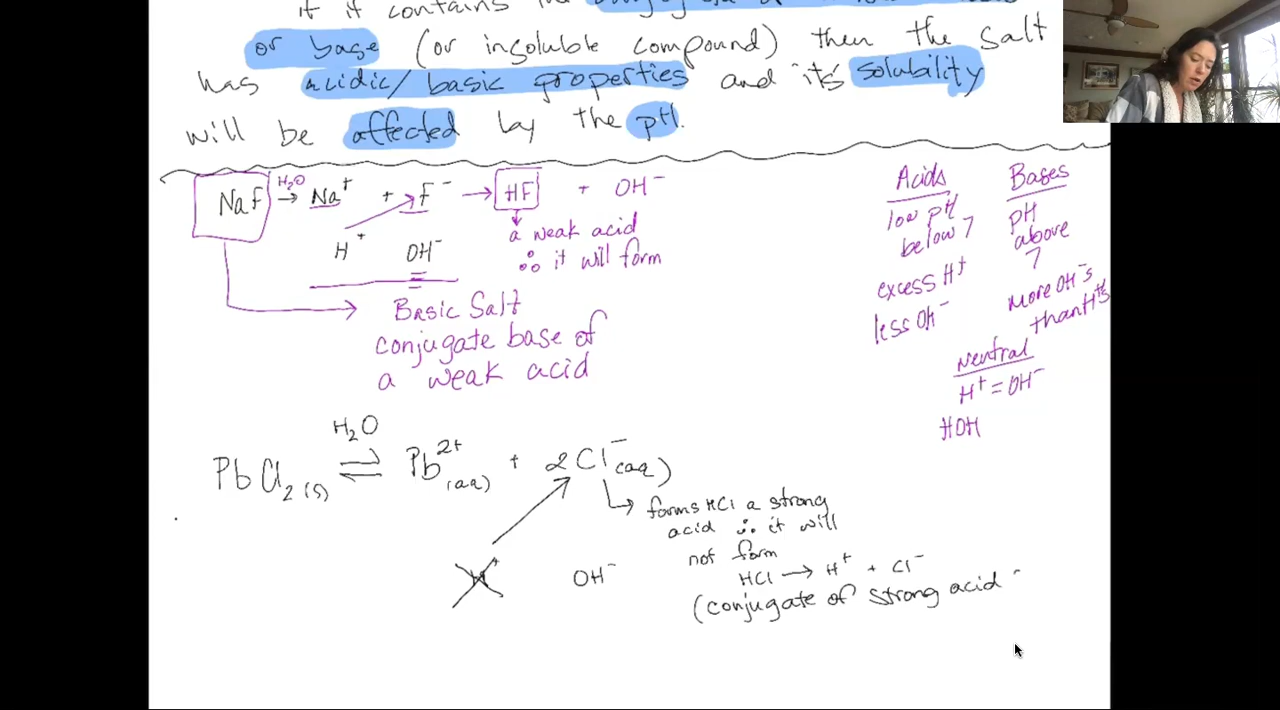 if it contains the
or base (or insoluble compound) then the salt
has acidic/basic properties and it's solubility
will be affected by the pH.
NaF H₂O → Na⁺ + F⁻ → HF + OH⁻
H⁺ OH⁻
a weak acid
∴ it will form
Basic Salt
conjugate base of
a weak acid
Acids
low pH
below 7
excess H⁺
less OH⁻
Bases
pH
above
7
More OH⁻s
than H⁺s
Neutral
H⁺ = OH⁻
HOH
H₂O
PbCl₂(s) ⇌ Pb²⁺(aq) + 2Cl⁻(aq)
H⁺ OH⁻
forms HCl a strong
acid ∴ it will
not form
HCl → H⁺ + Cl⁻
(conjugate of strong acid